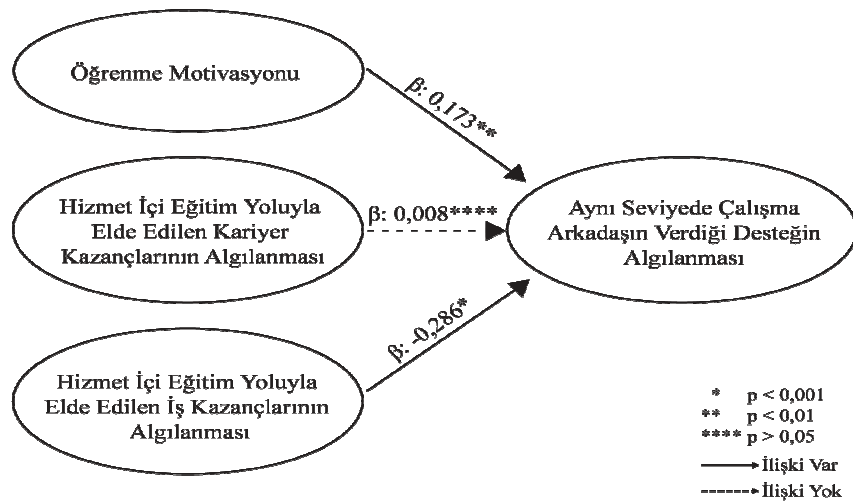 Öğrenme Motivasyonu
β: 0,173**
Hizmet İçi Eğitim Yoluyla
Elde Edilen Kariyer
Kazançlarının Algılanması
β: 0,008****
Aynı Seviyede Çalışma
Arkadaşın Verdiği Desteğin
Algılanması
β: -0,286*
Hizmet İçi Eğitim Yoluyla
Elde Edilen İş Kazançlarının
Algılanması
* p < 0,001
** p < 0,01
**** p > 0,05
İlişki Var
İlişki Yok